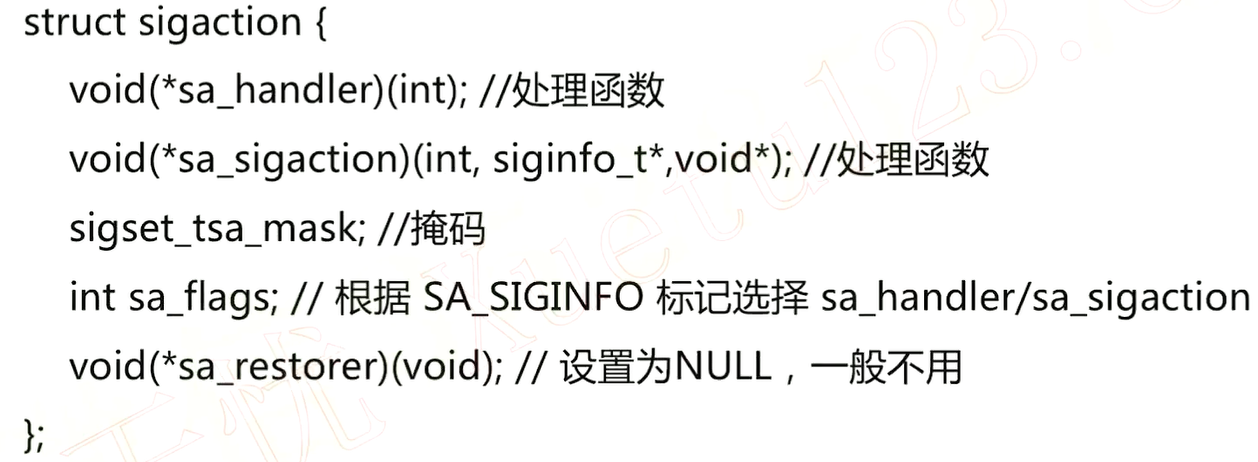 struct sigaction {
void(*sa_handler)(int); //处理函数
void(*sa_sigaction)(int, siginfo_t*,void*); //处理函数
sigset_tsa_mask; //掩码
int sa_flags; // 根据 SA_SIGINFO 标记选择 sa_handler/sa_sigaction
void(*sa_restorer)(void); // 设置为NULL，一般不用
};